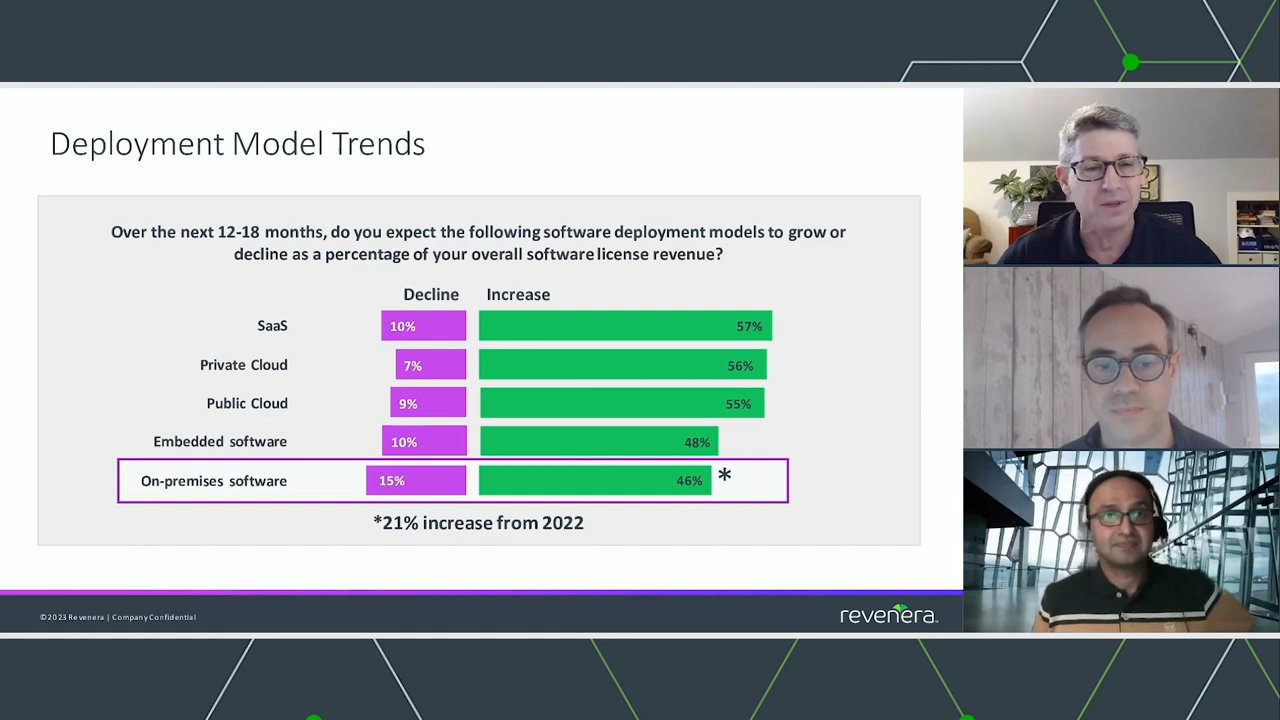 Deployment Model Trends
Over the next 12-18 months, do you expect the following software deployment models to grow or
decline as a percentage of your overall software license revenue?
Decline Increase
SaaS 10% 57%
Private Cloud 7% 56%
Public Cloud 9% 55%
Embedded software 10% 48%
On-premises software 15% 46% *
*21% increase from 2022
©2023 Revenera | Company Confidential
revenera